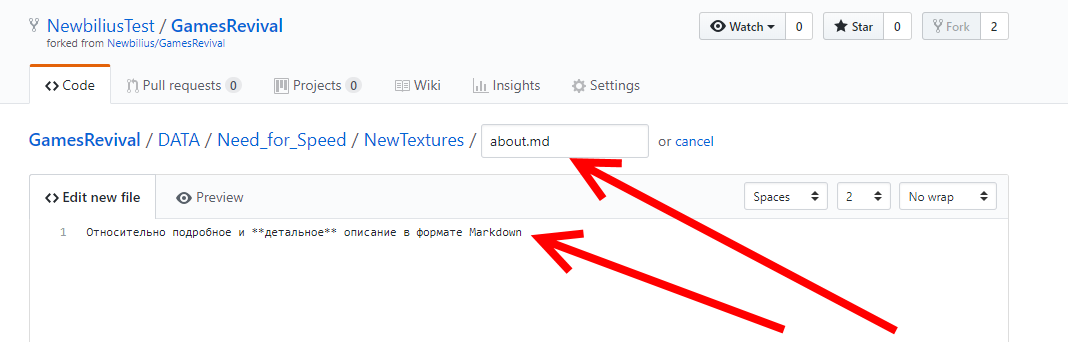 NewbiliusTest / GamesRevival
forked from Newbilius/GamesRevival
Watch 0 Star 0 Fork 2
Code Pull requests 0 Projects 0 Wiki Insights Settings
GamesRevival / DATA / Need_for_Speed / NewTextures / about.md or cancel
Edit new file Preview Spaces 2 No wrap
1 Относительно подробное и **детальное** описание в формате Markdown